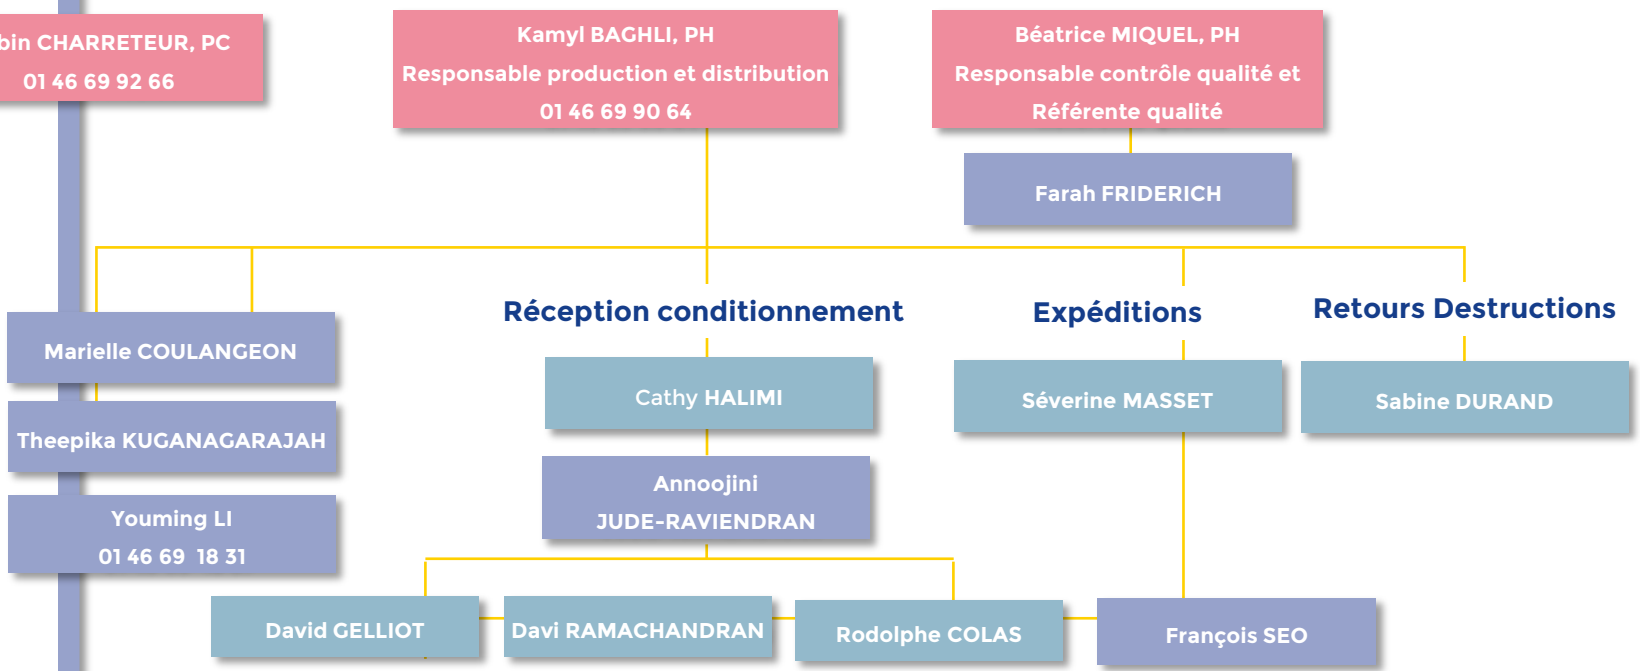 bin CHARRETEUR, PC
01 46 69 92 66
Kamyl BAGHLI, PH
Responsable production et distribution
01 46 69 90 64
Béatrice MIQUEL, PH
Responsable contrôle qualité et
Référente qualité
Farah FRIDERICH
Réception conditionnement
Expéditions
Retours Destructions
Marielle COULANGEON
Cathy HALIMI
Séverine MASSET
Sabine DURAND
Theepika KUGANAGARAJAH
Annoojini
JUDE-RAVIENDRAN
Youming LI
01 46 69 18 31
David GELLIOT
Davi RAMACHANDRAN
Rodolphe COLAS
François SEO